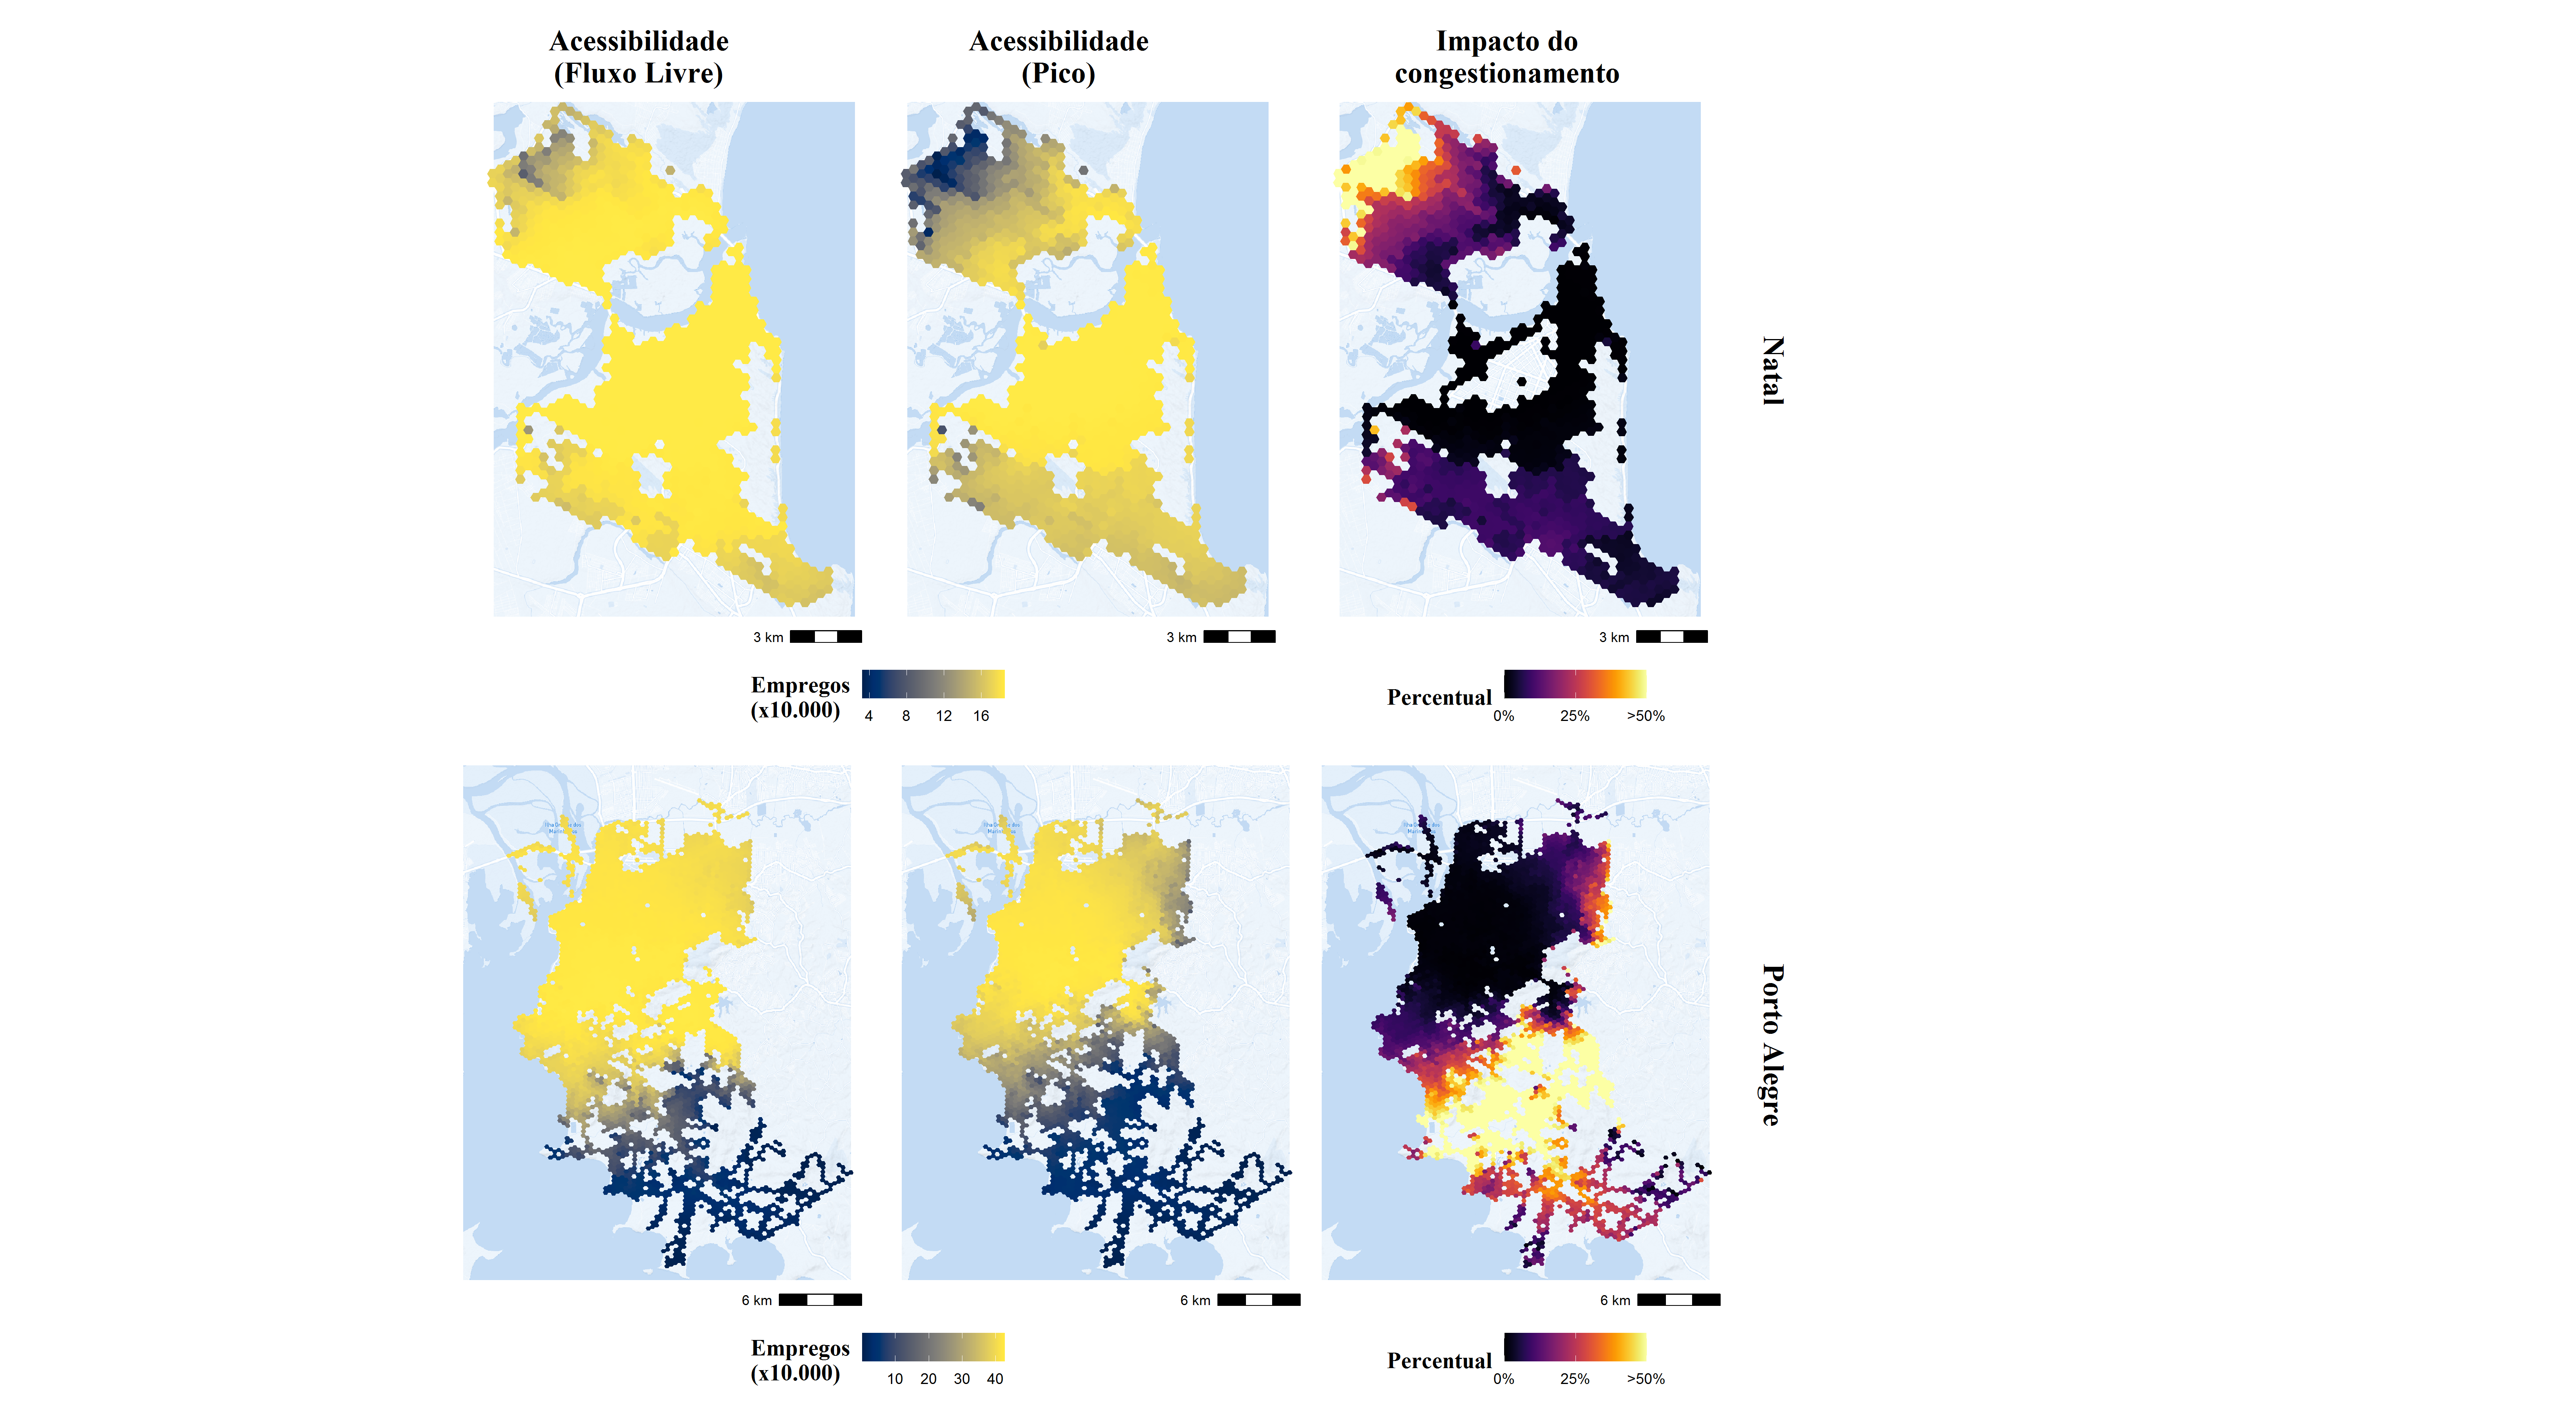 Acessibilidade
(Fluxo Livre)
Acessibilidade
(Pico)
Impacto do
congestionamento
Natal
3 km
3 km
3 km
Empregos
(x10.000)
4 8 12 16
Percentual
0% 25% >50%
Porto Alegre
6 km
6 km
6 km
Empregos
(x10.000)
10 20 30 40
Percentual
0% 25% >50%